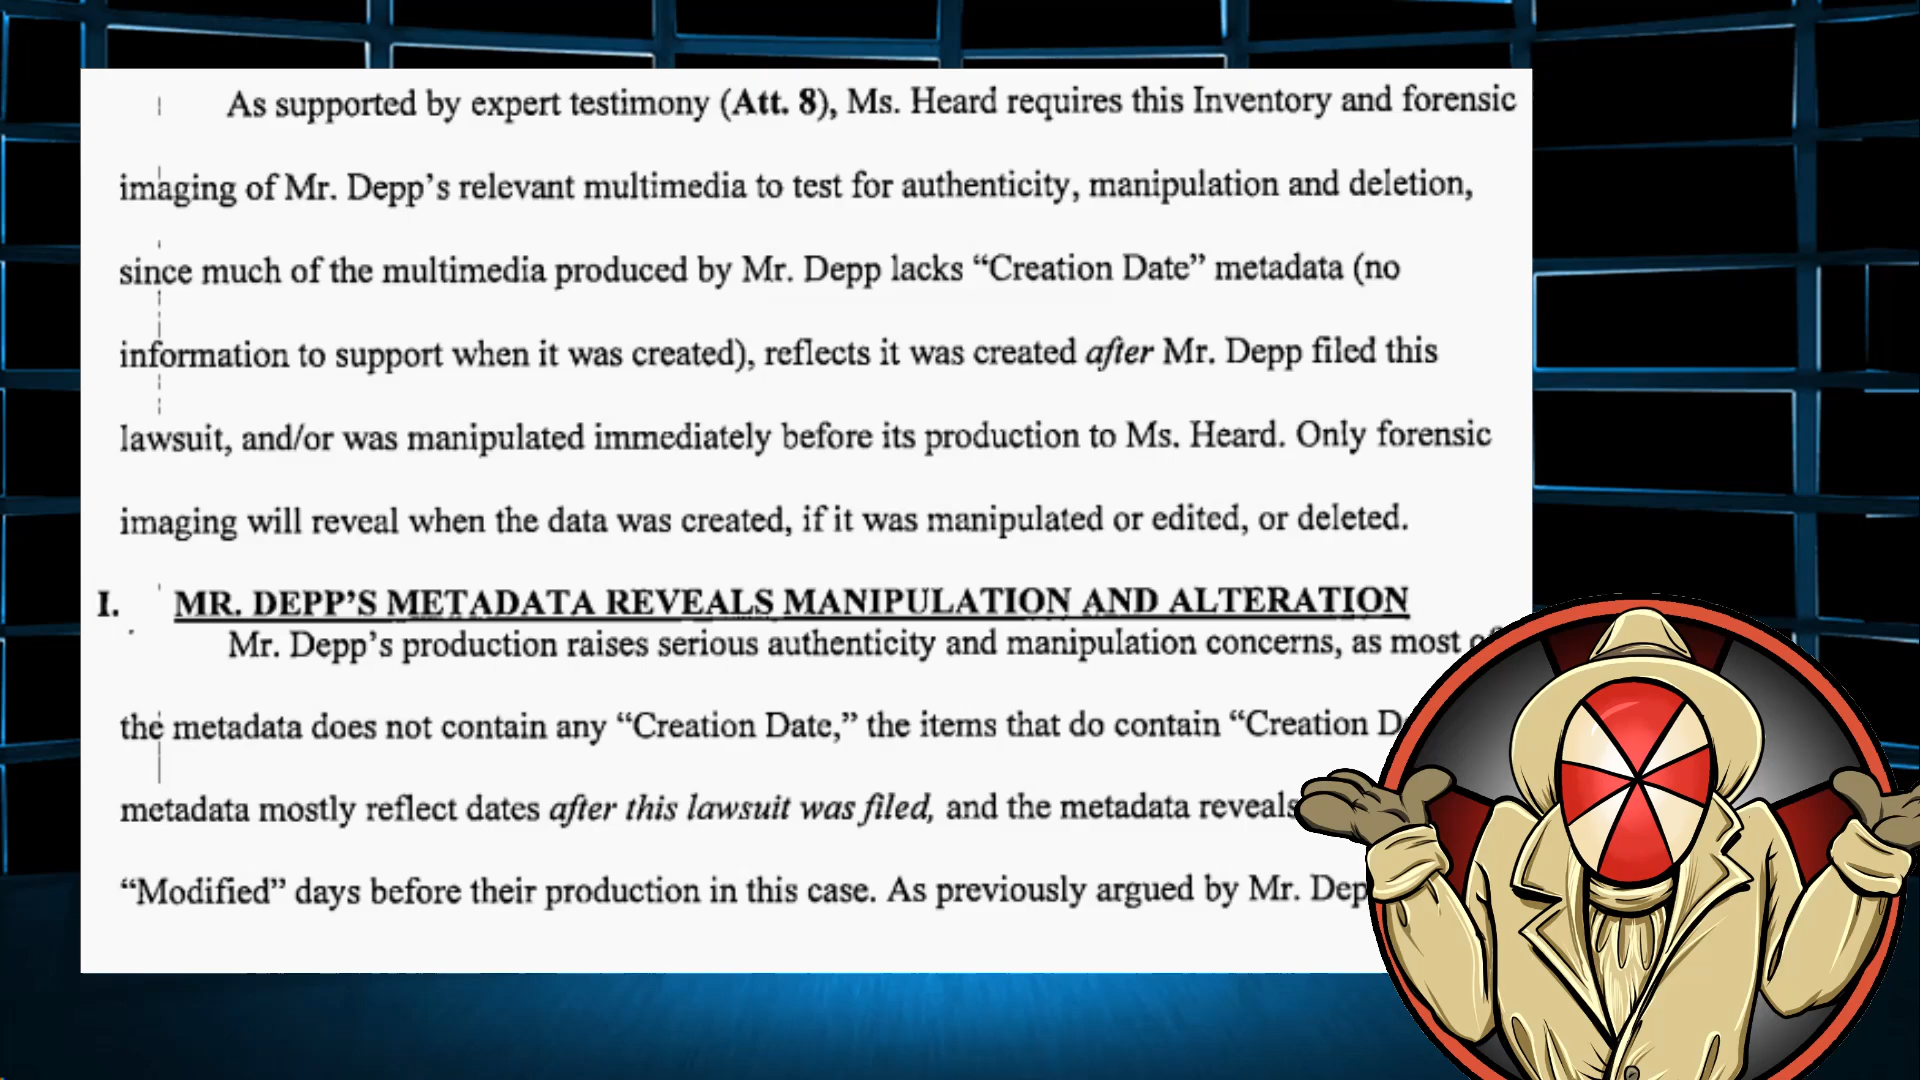 As supported by expert testimony (Att. 8), Ms. Heard requires this Inventory and forensic
imaging of Mr. Depp’s relevant multimedia to test for authenticity, manipulation and deletion,
since much of the multimedia produced by Mr. Depp lacks “Creation Date” metadata (no
information to support when it was created), reflects it was created after Mr. Depp filed this
lawsuit, and/or was manipulated immediately before its production to Ms. Heard. Only forensic
imaging will reveal when the data was created, if it was manipulated or edited, or deleted.
I. MR. DEPP’S METADATA REVEALS MANIPULATION AND ALTERATION
Mr. Depp’s production raises serious authenticity and manipulation concerns, as most
the metadata does not contain any “Creation Date,” the items that do contain “Creation
metadata mostly reflect dates after this lawsuit was filed, and the metadata reveals
“Modified” days before their production in this case. As previously argued by Mr.